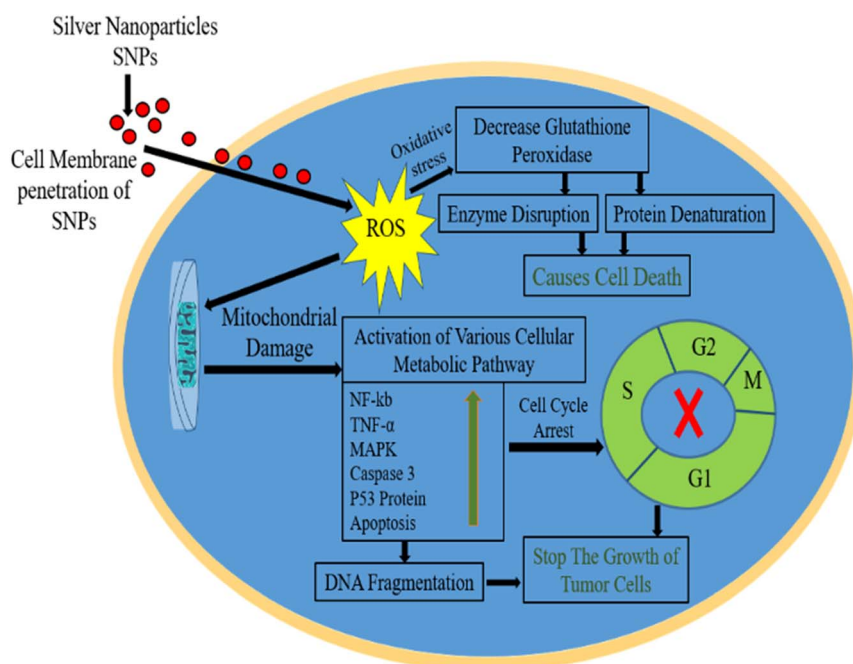 Silver Nanoparticles
SNPs
Cell Membrane
penetration of
SNPs
ROS
Oxidative
stress
Decrease Glutathione
Peroxidase
Enzyme Disruption
Protein Denaturation
Causes Cell Death
Mitochondrial
Damage
Activation of Various Cellular
Metabolic Pathway
NF-kb
TNF-α
MAPK
Caspase 3
P53 Protein
Apoptosis
Cell Cycle
Arrest
S
G2
M
G1
DNA Fragmentation
Stop The Growth of
Tumor Cells